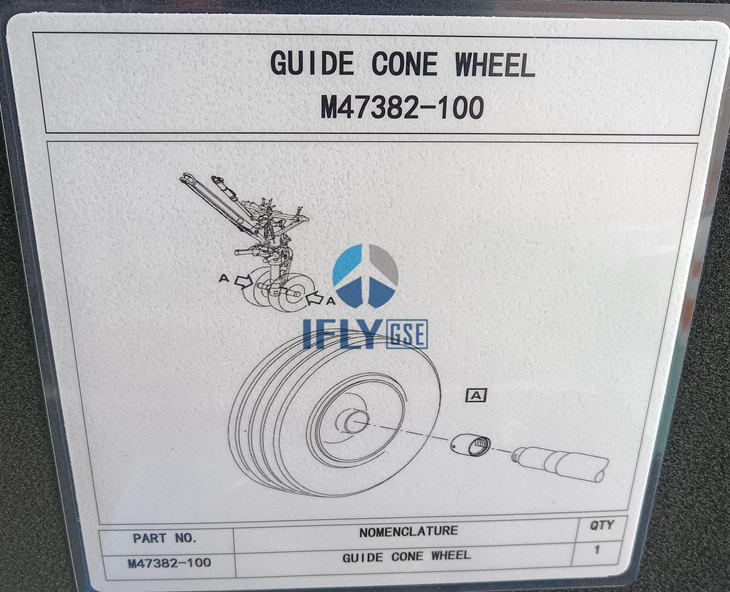 GUIDE CONE WHEEL
M47382-100
A
A
IFLY GSE
A
PART NO. NOMENCLATURE QTY
M47382-100 GUIDE CONE WHEEL 1